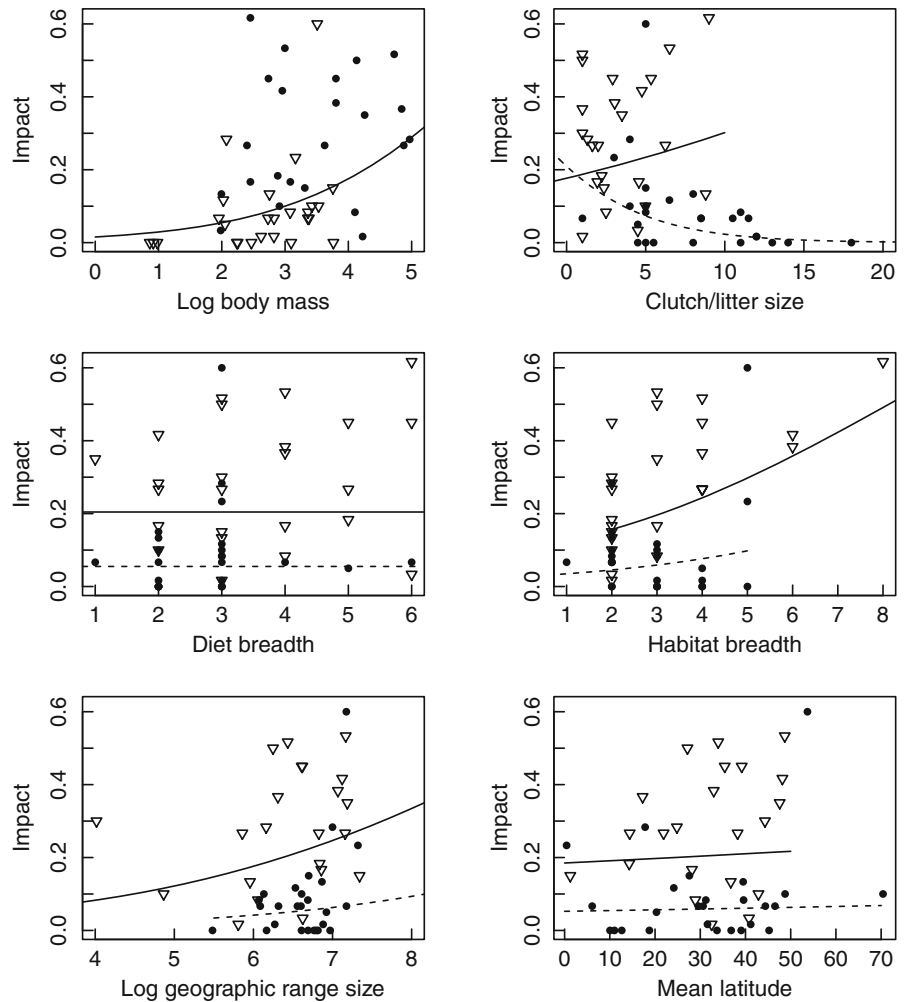 Impact
0.0 0.2 0.4 0.6
0 1 2 3 4 5
Log body mass
Impact
0.0 0.2 0.4 0.6
0 5 10 15 20
Clutch/litter size
Impact
0.0 0.2 0.4 0.6
1 2 3 4 5 6
Diet breadth
Impact
0.0 0.2 0.4 0.6
1 2 3 4 5 6 7 8
Habitat breadth
Impact
0.0 0.2 0.4 0.6
4 5 6 7 8
Log geographic range size
Impact
0.0 0.2 0.4 0.6
0 10 20 30 40 50 60 70
Mean latitude